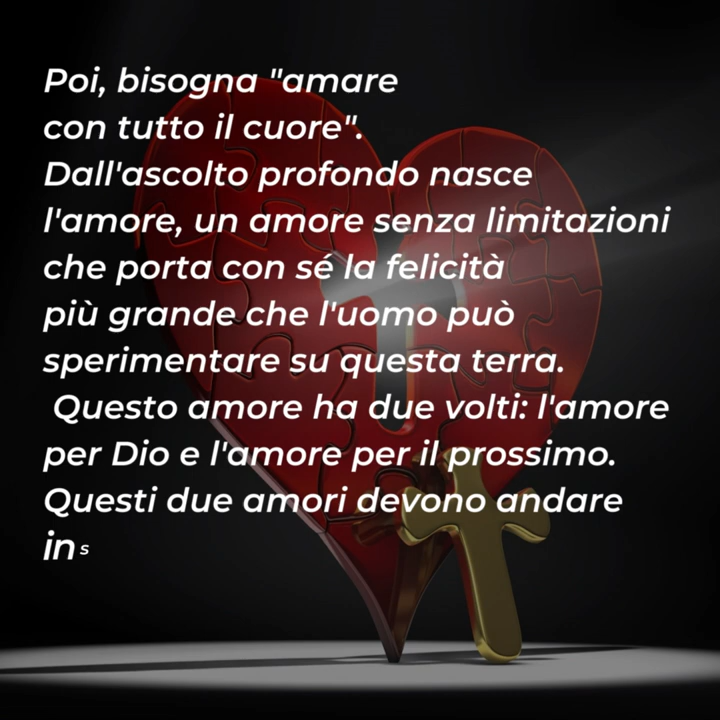 Poi, bisogna "amare
con tutto il cuore".
Dall'ascolto profondo nasce
l'amore, un amore senza limitazioni
che porta con sé la felicità
più grande che l'uomo può
sperimentare su questa terra.
Questo amore ha due volti: l'amore
per Dio e l'amore per il prossimo.
Questi due amori devono andare
ins